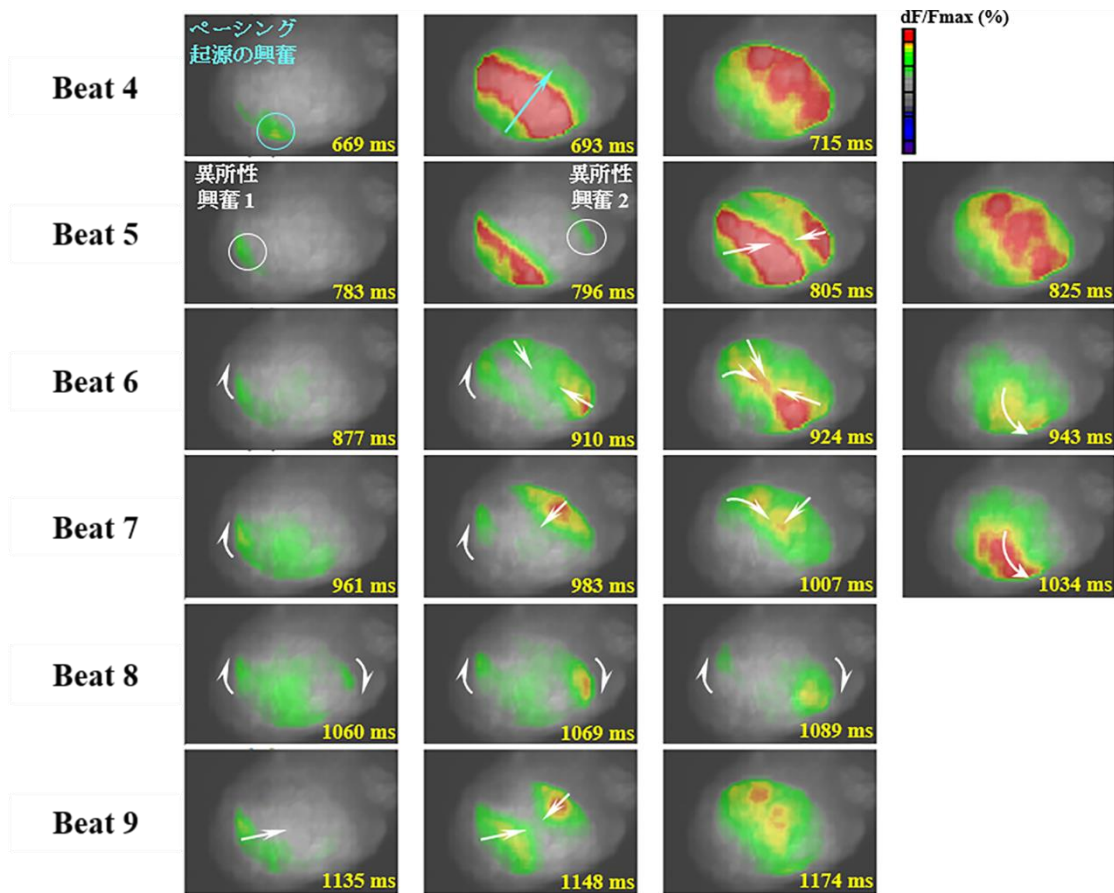 dF/Fmax (%)
ペーシング
起源の興奮
Beat 4
669 ms
693 ms
715 ms
異所性
興奮 1
異所性
興奮 2
Beat 5
783 ms
796 ms
805 ms
825 ms
Beat 6
877 ms
910 ms
924 ms
943 ms
Beat 7
961 ms
983 ms
1007 ms
1034 ms
Beat 8
1060 ms
1069 ms
1089 ms
Beat 9
1135 ms
1148 ms
1174 ms